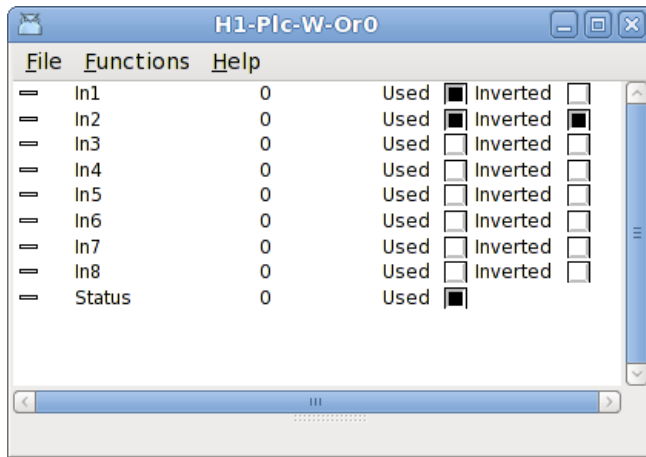 H1-Plc-W-Or0
File Functions Help
In1 0 Used Inverted
In2 0 Used Inverted
In3 0 Used Inverted
In4 0 Used Inverted
In5 0 Used Inverted
In6 0 Used Inverted
In7 0 Used Inverted
In8 0 Used Inverted
Status 0 Used